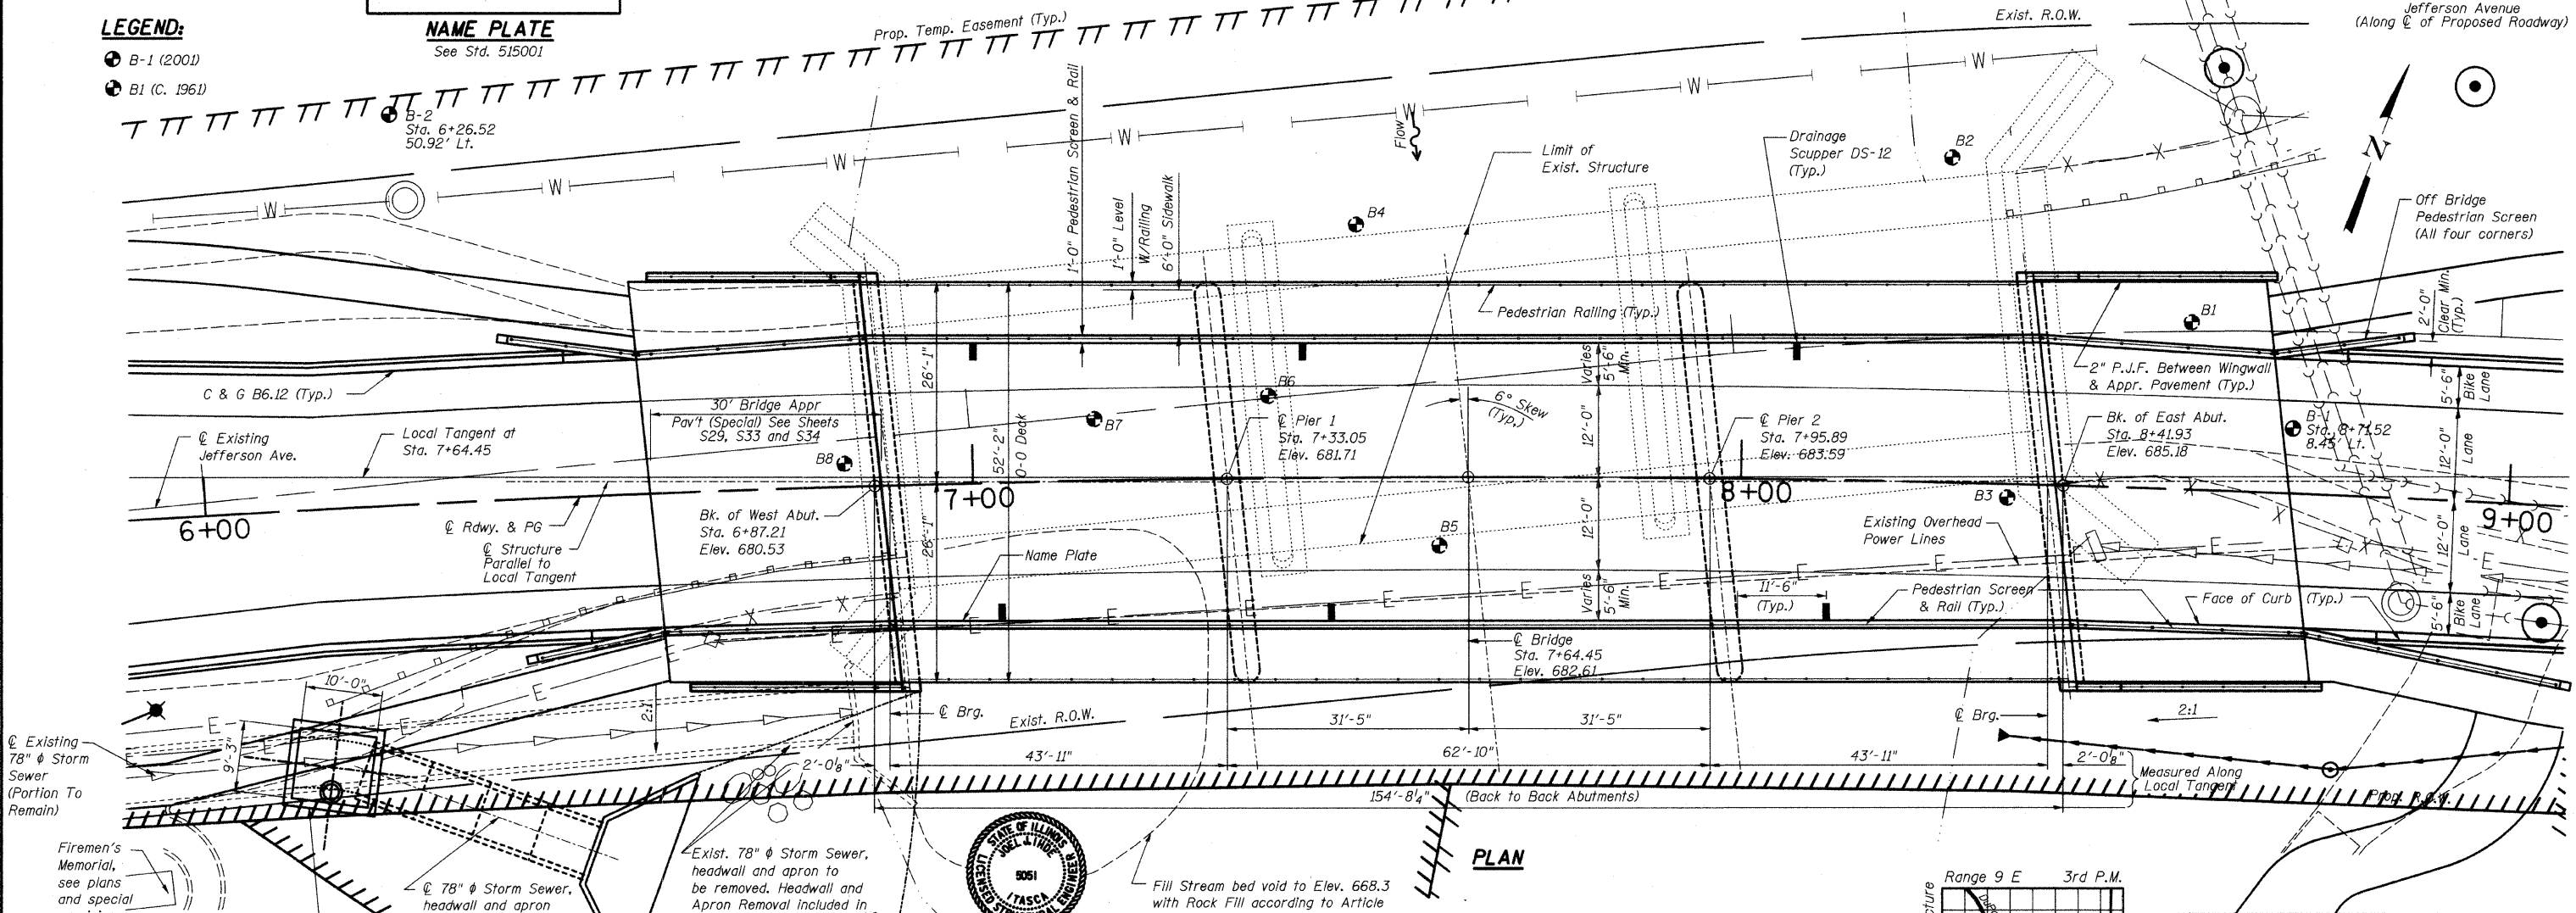 LEGEND:
B-1 (2001)
B1 (C. 1961)
NAME PLATE
See Std. 515001
B-2
Sta. 6+26.52
50.92' Lt.
Prop. Temp. Easement (Typ.)
Exist. R.O.W.
Jefferson Avenue
(Along ℄ of Proposed Roadway)
N
W
W
W
W
W
W
W
W
Flow
1'-0" Pedestrian Screen & Rail
1'-0" Level
W/Railing
6'-0" Sidewalk
Limit of
Exist. Structure
Drainage
Scupper DS-12
(Typ.)
B2
B4
X
X
Off Bridge
Pedestrian Screen
(All four corners)
2'-0"
Clear Min.
(Typ.)
B1
Pedestrian Railing (Typ.)
2" P.J.F. Between Wingwall
& Appr. Pavement (Typ.)
C & G B6.12 (Typ.)
30' Bridge Appr
Pav't (Special) See Sheets
S29, S33 and S34
26'-1"
52'-2"
O-O Deck
26'-1"
B6
B7
B8
6° Skew
(Typ.)
Varies
5'-6"
Min.
12'-0"
12'-0"
Varies
5'-6"
Min.
℄ Pier 1
Sta. 7+33.05
Elev. 681.71
℄ Pier 2
Sta. 7+95.89
Elev. 683.59
Bk. of East Abut.
Sta. 8+41.93
Elev. 685.18
B-1
Sta. 8+71.52
8.45' Lt.
5'-6"
Bike
Lane
12'-0"
Lane
12'-0"
Lane
5'-6"
Bike
Lane
℄ Existing
Jefferson Ave.
Local Tangent at
Sta. 7+64.45
6+00
7+00
8+00
9+00
℄ Rdwy. & PG
℄ Structure
Parallel to
Local Tangent
Bk. of West Abut.
Sta. 6+87.21
Elev. 680.53
Name Plate
B5
B3
Existing Overhead
Power Lines
E
E
E
E
E
E
E
E
E
E
E
E
E
E
X
X
X
X
X
X
X
11'-6"
(Typ.)
Pedestrian Screen
& Rail (Typ.)
Face of Curb (Typ.)
℄ Bridge
Sta. 7+64.45
Elev. 682.61
10'-0"
9'-3"
2:1
℄ Brg.
Exist. R.O.W.
31'-5"
31'-5"
℄ Brg.
2:1
2'-0⅛"
43'-11"
62'-10"
43'-11"
2'-0⅛"
Measured Along
Local Tangent
154'-8¼" (Back to Back Abutments)
Prop. R.O.W.
℄ Existing
78" ϕ Storm
Sewer
(Portion To
Remain)
Firemen's
Memorial,
see plans
and special
℄ 78" ϕ Storm Sewer,
headwall and apron
Exist. 78" ϕ Storm Sewer,
headwall and apron to
be removed. Headwall and
Apron Removal included in
STATE OF ILLINOIS
5051
ITASCA
LICENSED STRUCTURAL ENGINEER
Fill Stream bed void to Elev. 668.3
with Rock Fill according to Article
PLAN
Range 9 E 3rd P.M.